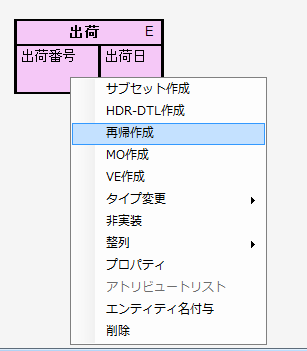 出荷 E
出荷番号 出荷日
サブセット作成
HDR-DTL作成
再帰作成
MO作成
VE作成
タイプ変更
非実装
整列
プロパティ
アトリビュートリスト
エンティティ名付与
削除